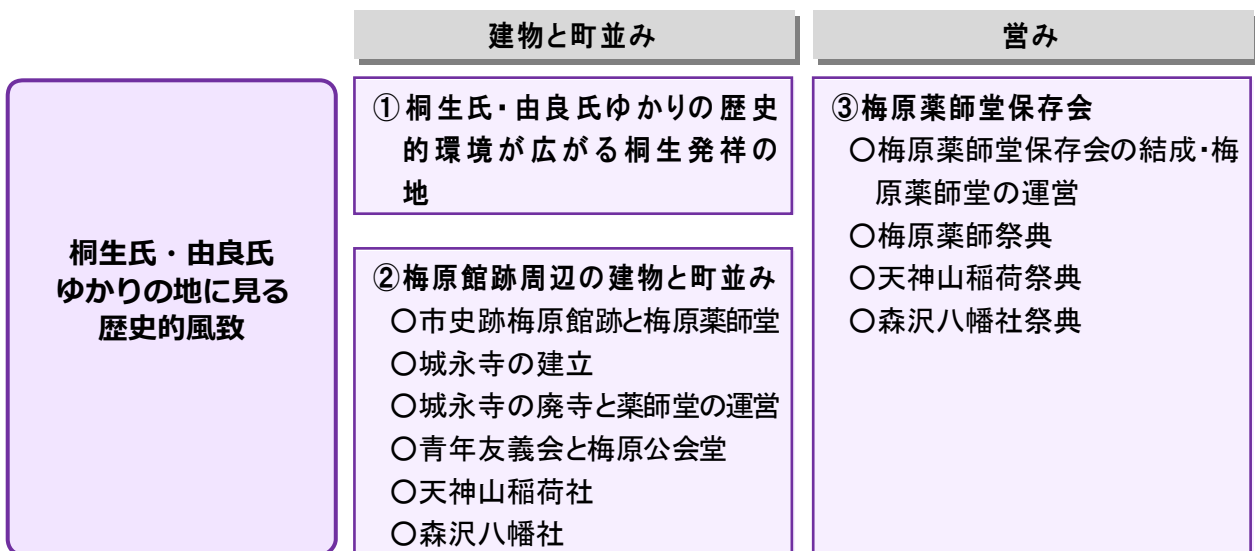 建物と町並み
営み
桐生氏・由良氏
ゆかりの地に見る
歴史的風致
①桐生氏・由良氏ゆかりの歴史
的環境が広がる桐生発祥の
地
②梅原館跡周辺の建物と町並み
○市史跡梅原館跡と梅原薬師堂
○城永寺の建立
○城永寺の廃寺と薬師堂の運営
○青年友義会と梅原公会堂
○天神山稲荷社
○森沢八幡社
③梅原薬師堂保存会
○梅原薬師堂保存会の結成・梅
原薬師堂の運営
○梅原薬師祭典
○天神山稲荷祭典
○森沢八幡社祭典